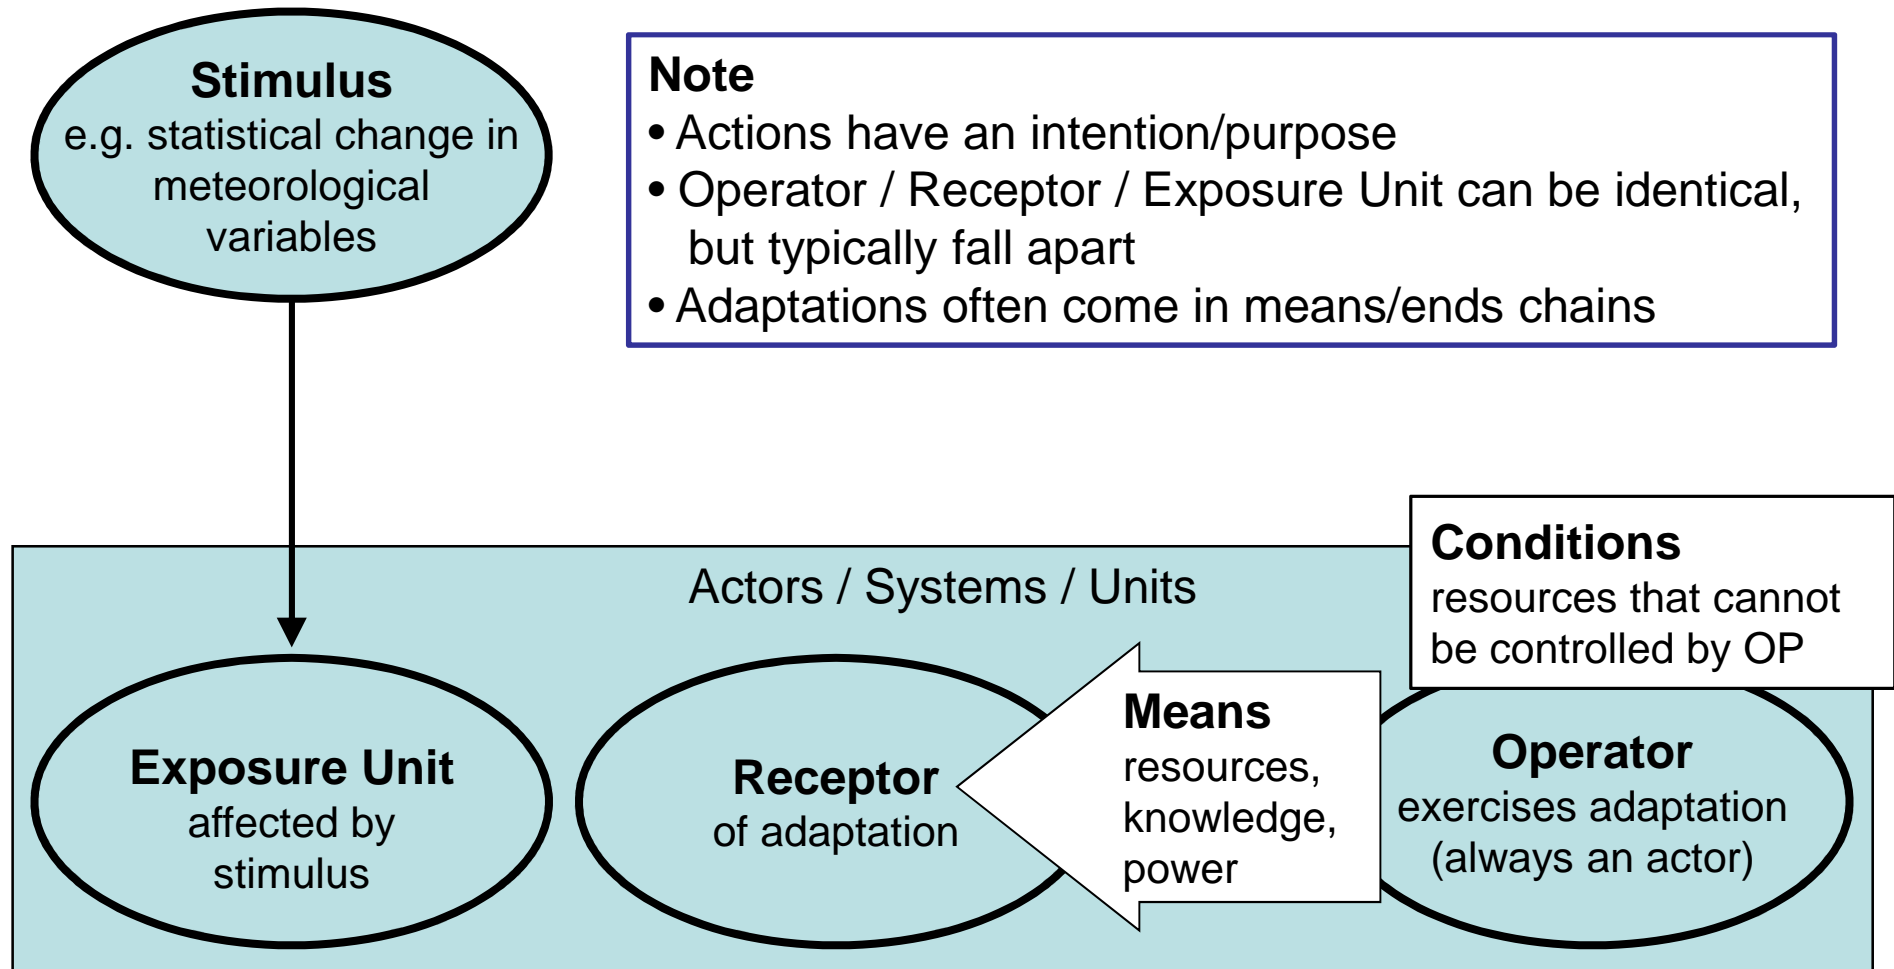 Stimulus
e.g. statistical change in
meteorological
variables
Note
• Actions have an intention/purpose
• Operator / Receptor / Exposure Unit can be identical,
but typically fall apart
• Adaptations often come in means/ends chains
Actors / Systems / Units
Conditions
resources that cannot
be controlled by OP
Exposure Unit
affected by
stimulus
Receptor
of adaptation
Means
resources,
knowledge,
power
Operator
exercises adaptation
(always an actor)